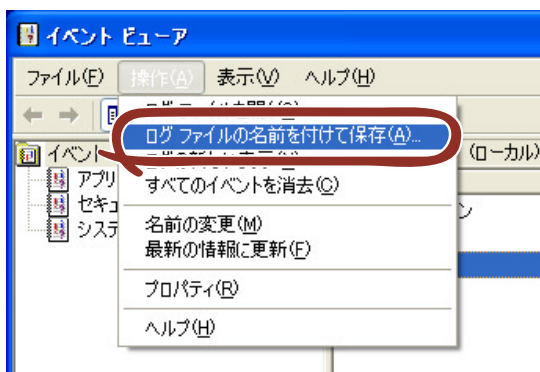 イベント ビューア
ファイル(F) 操作(A) 表示(V) ヘルプ(H)
ログ ファイルの名前を付けて保存(A)...
イベント
(ローカル)
アプリ
すべてのイベントを消去(C)
セキュ
ン
システ
名前の変更(M)
最新の情報に更新(F)
プロパティ(R)
ヘルプ(H)